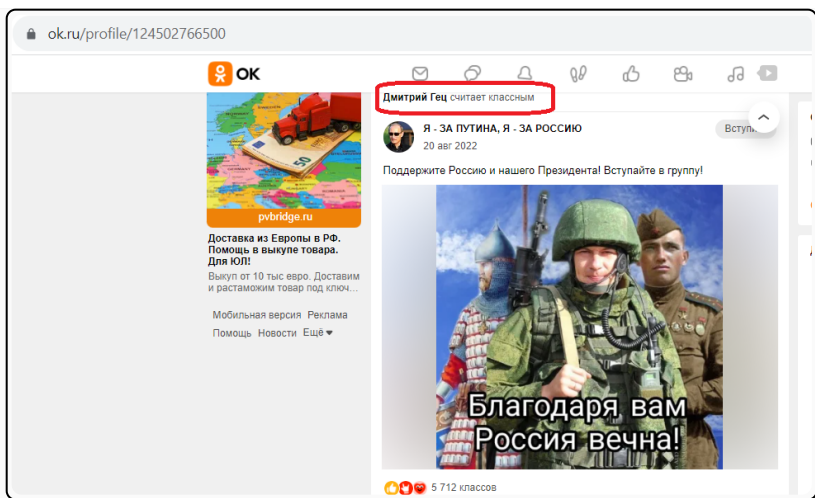 ok.ru/profile/124502766500
ОК
Дмитрий Гец считает классным
Я - ЗА ПУТИНА, Я - ЗА РОССИЮ
20 авг 2022
Поддержите Россию и нашего Президента! Вступайте в группу!
50
pvbridge.ru
Доставка из Европы в РФ.
Помощь в выкупе товара.
Для ЮЛ!
Выкуп от 10 тыс евро. Доставим
и растаможим товар под ключ...
Мобильная версия Реклама
Помощь Новости Ещё
Благодаря вам
Россия вечна!
5 712 классов